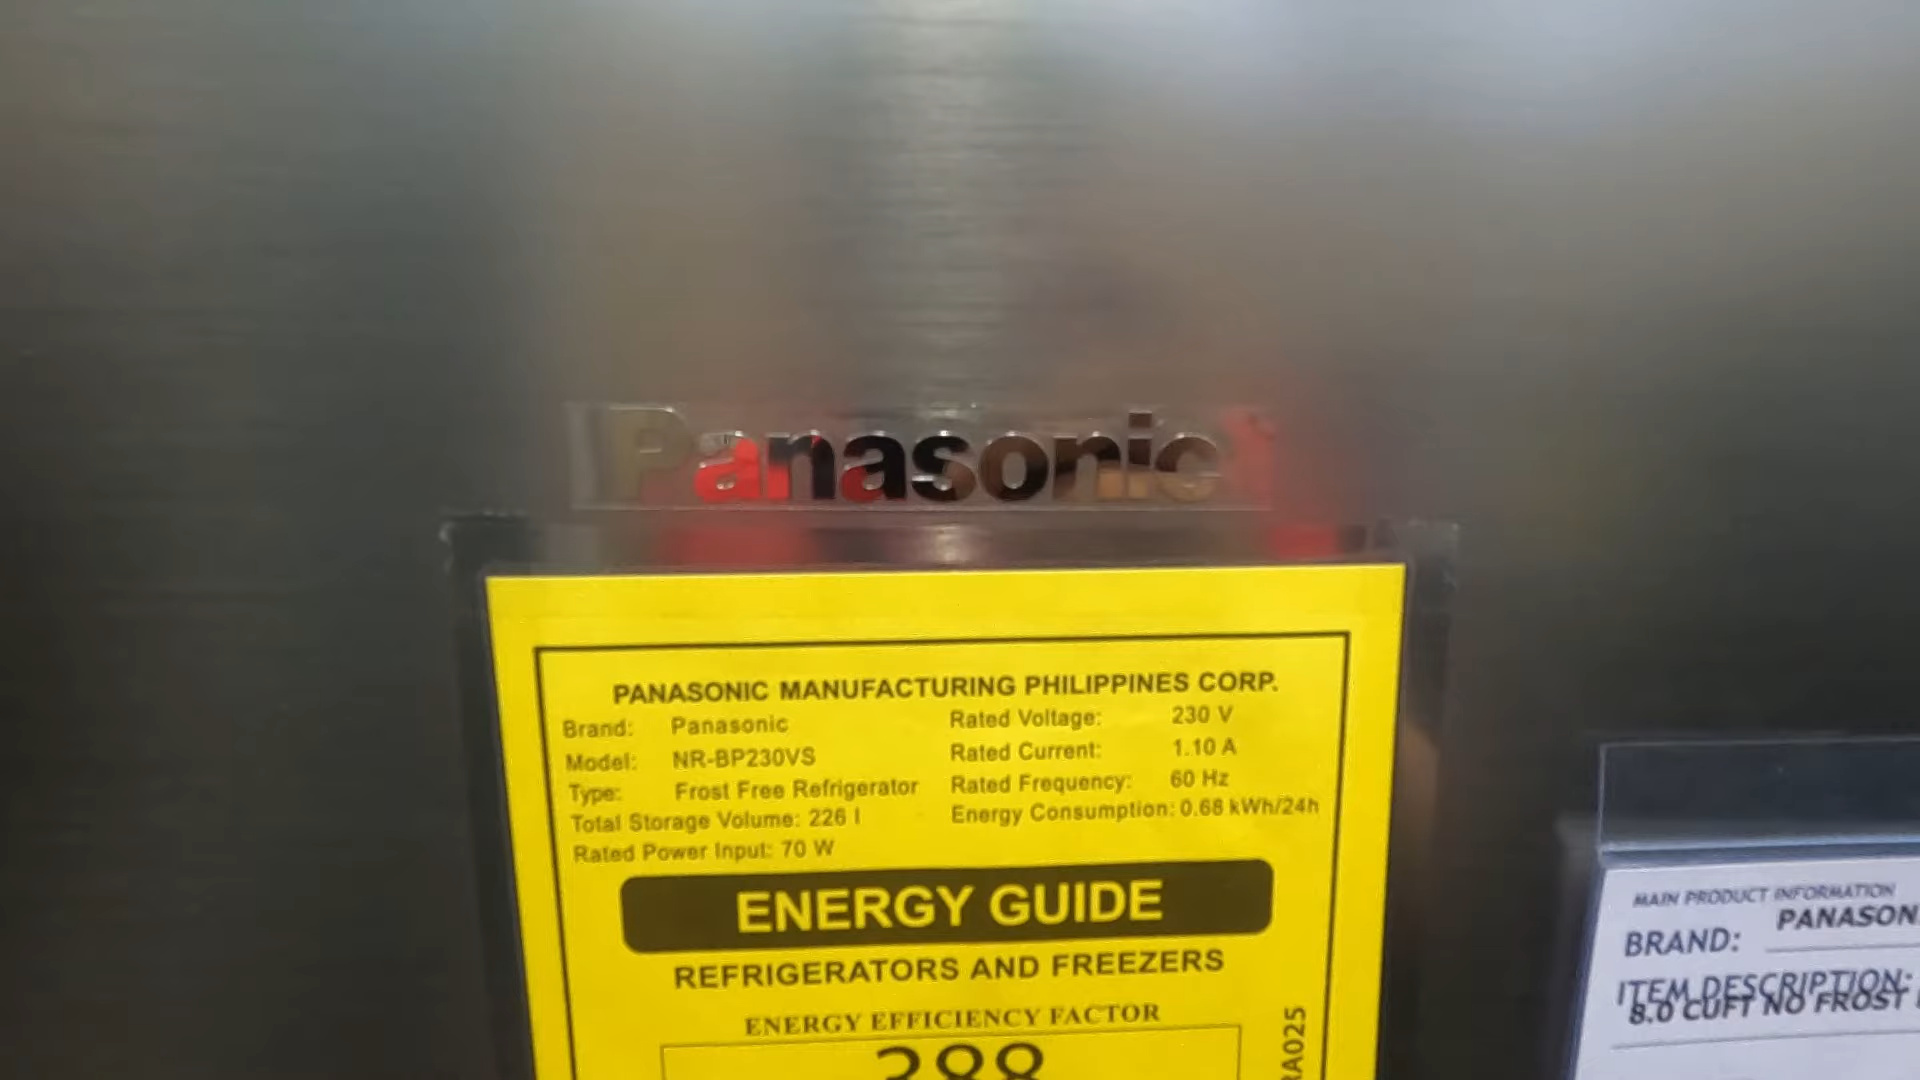 Panasonic
PANASONIC MANUFACTURING PHILIPPINES CORP.
Brand: Panasonic
Model: NR-BP230VS
Type: Frost Free Refrigerator
Total Storage Volume: 226 l
Rated Power Input: 70 W
Rated Voltage: 230 V
Rated Current: 1.10 A
Rated Frequency: 60 Hz
Energy Consumption: 0.68 kWh/24h
ENERGY GUIDE
REFRIGERATORS AND FREEZERS
ENERGY EFFICIENCY FACTOR
388
RA025
MAIN PRODUCT INFORMATION
BRAND: PANASON
ITEM DESCRIPTION:
8.0 CUFT NO FROST